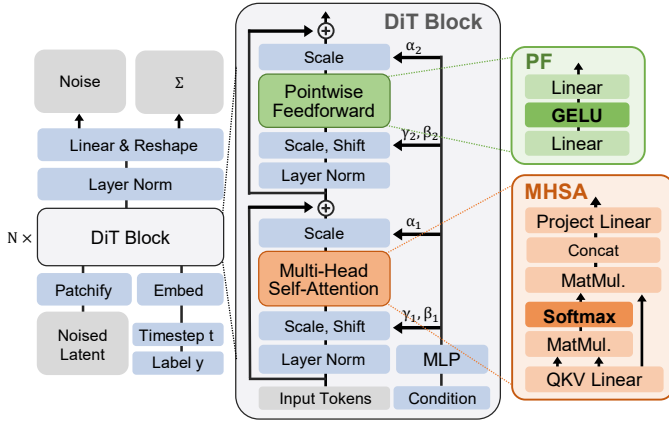 Noise
Σ
Linear & Reshape
Layer Norm
N ×
DiT Block
Patchify
Embed
Noised
Latent
Timestep t
Label y
DiT Block
α₂
Scale
Pointwise
Feedforward
γ₂, β₂
Scale, Shift
Layer Norm
α₁
Scale
Multi-Head
Self-Attention
γ₁, β₁
Scale, Shift
Layer Norm
MLP
Input Tokens
Condition
PF
Linear
GELU
Linear
MHSA
Project Linear
Concat
MatMul.
Softmax
MatMul.
QKV Linear